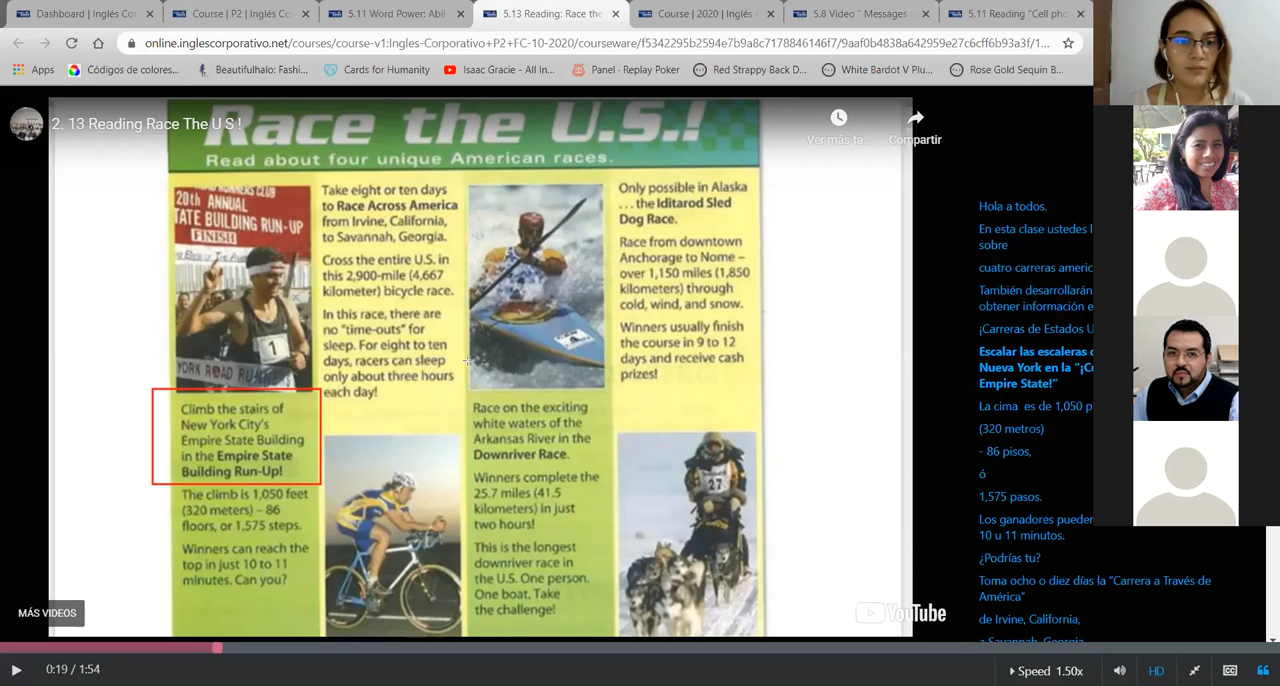 Dashboard | Inglés Co
Course | P2 | Inglés Co
5.11 Word Power: Abil
5.13 Reading: Race the
Course | 2020 | Inglés
5.8 Video " Messages
5.11 Reading "Cell pho
online.inglescorporativo.net/courses/course-v1:Ingles-Corporativo+P2+FC-10-2020/courseware/f5342295b2594e7b9a8c7178846146f7/9aaf0b4838a642959e27c6cff6b93a3f/1...
Apps
Códigos de colores...
Beautifulhalo: Fashi...
Cards for Humanity
Isaac Gracie - All In...
Panel · Replay Poker
Red Strappy Back D...
White Bardot V Plu...
Rose Gold Sequin B...
2. 13 Reading Race The U S !
Ver más ta...
Compartir
Race the U.S.!
Read about four unique American races.
20th ANNUAL
TATE BUILDING RUN-UP
FINISH
1
YORK ROAD RUNNERS
Climb the stairs of
New York City's
Empire State Building
in the Empire State
Building Run-Up!
The climb is 1,050 feet
(320 meters) – 86
floors, or 1,575 steps.
Winners can reach the
top in just 10 to 11
minutes. Can you?
Take eight or ten days
to Race Across America
from Irvine, California,
to Savannah, Georgia.
Cross the entire U.S. in
this 2,900-mile (4,667
kilometer) bicycle race.
In this race, there are
no "time-outs" for
sleep. For eight to ten
days, racers can sleep
only about three hours
each day!
Race on the exciting
white waters of the
Arkansas River in the
Downriver Race.
Winners complete the
25.7 miles (41.5
kilometers) in just
two hours!
This is the longest
downriver race in
the U.S. One person.
One boat. Take
the challenge!
Only possible in Alaska
. . . the Iditarod Sled
Dog Race.
Race from downtown
Anchorage to Nome –
over 1,150 miles (1,850
kilometers) through
cold, wind, and snow.
Winners usually finish
the course in 9 to 12
days and receive cash
prizes!
27
MÁS VIDEOS
YouTube
Hola a todos.
En esta clase ustedes l
sobre
cuatro carreras americ
También desarrollarán
obtener información e
¡Carreras de Estados U
Escalar las escaleras
Nueva York en la "¡C
Empire State!"
La cima es de 1,050 p
(320 metros)
- 86 pisos,
ó
1,575 pasos.
Los ganadores pueden
10 u 11 minutos.
¿Podrías tu?
Toma ocho o diez días la "Carrera a Través de
América"
de Irvine, California,
a Savannah, Georgia
0:19 / 1:54
Speed 1.50x
HD
CC